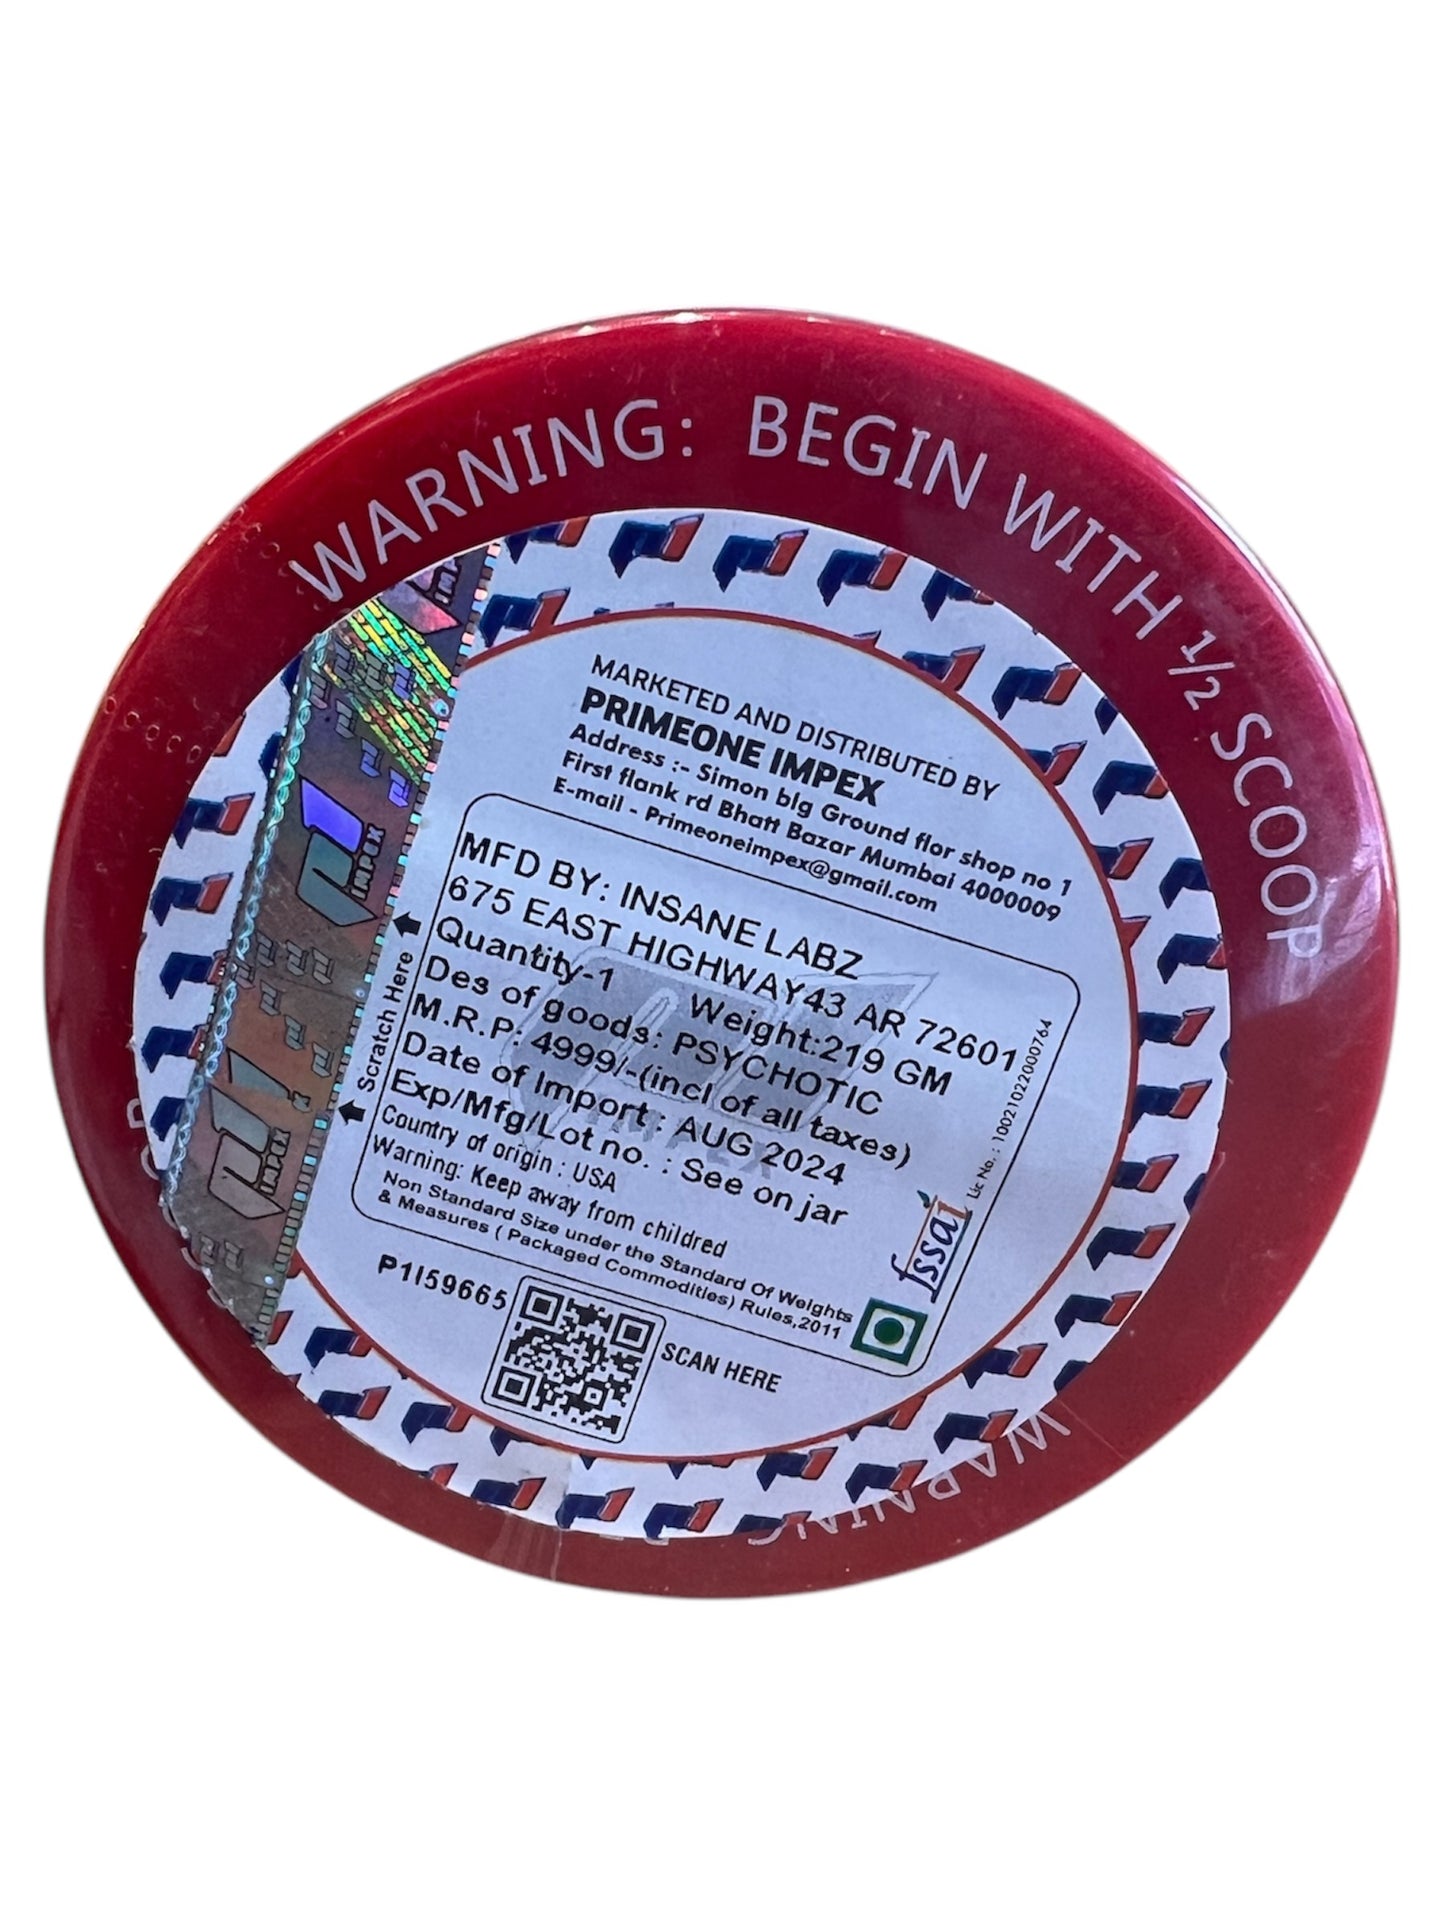 WARNING: BEGIN WITH ½ SCOOP
MARKETED AND DISTRIBUTED BY
PRIMEONE IMPEX
Address :- Simon blg Ground flor shop no 1
First flank rd Bhatt Bazar Mumbai 4000009
E-mail - Primeoneimpex@gmail.com
MFD BY: INSANE LABZ
675 EAST HIGHWAY43 AR 72601
Quantity-1 Weight:219 GM
Des of goods: PSYCHOTIC
M.R.P: 4999/-(incl of all taxes)
Date of Import : AUG 2024
Exp/Mfg/Lot no. : See on jar
Country of origin : USA
Warning: Keep away from childred
Non Standard Size under the Standard Of Weights
& Measures ( Packaged Commodities) Rules,2011
fssai
Lic No. : 10021022000764
Scratch Here
IMPEX
IMPEX
P1I59665
SCAN HERE
WARNING